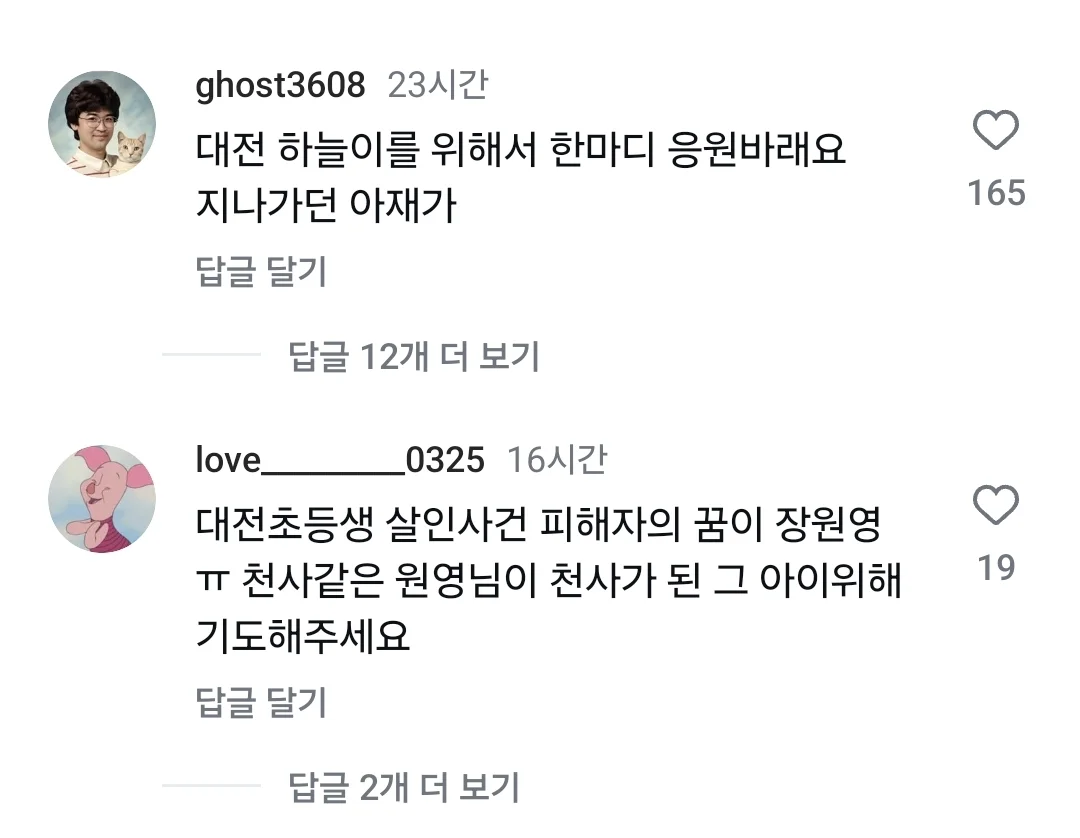 ghost3608 23시간
대전 하늘이를 위해서 한마디 응원바래요
지나가던 아재가
165
답글 달기
답글 12개 더 보기
love________0325 16시간
대전초등생 살인사건 피해자의 꿈이 장원영
ㅠ 천사같은 원영님이 천사가 된 그 아이위해
기도해주세요
19
답글 달기
답글 2개 더 보기